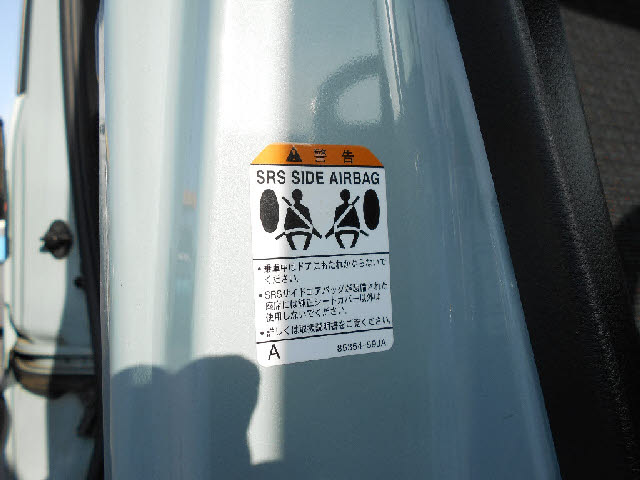 警告
SRS SIDE AIRBAG
・乗車中はドアにもたれかからないで
ください。
・SRSサイドエアバッグが装備された
座席には純正シートカバー以外は
使用しないでください。
・詳しくは取扱説明書をご覧ください。
A